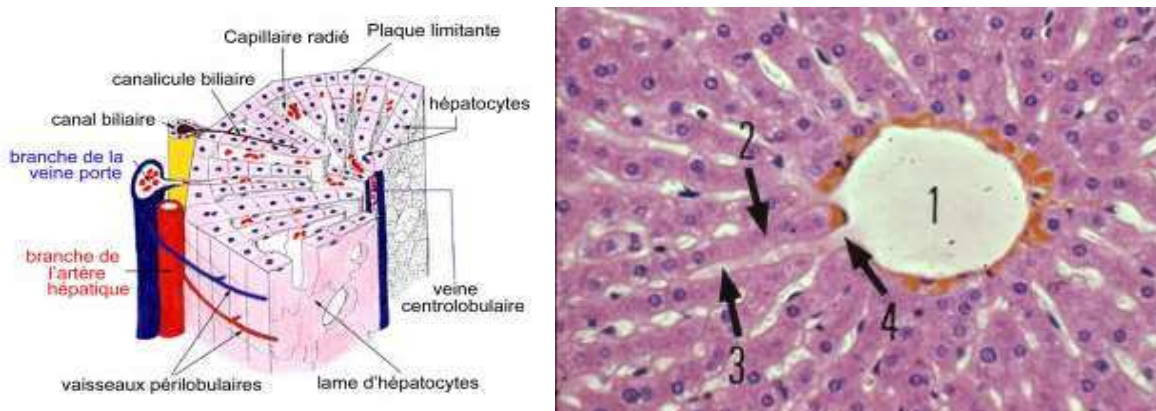 Capillaire radié
Plaque limitante
canalicule biliaire
hépatocytes
canal biliaire
branche de la
veine porte
branche de
l'artère
hépatique
veine
centrolobulaire
vaisseaux périlobulaires
lame d'hépatocytes
2
1
3
4